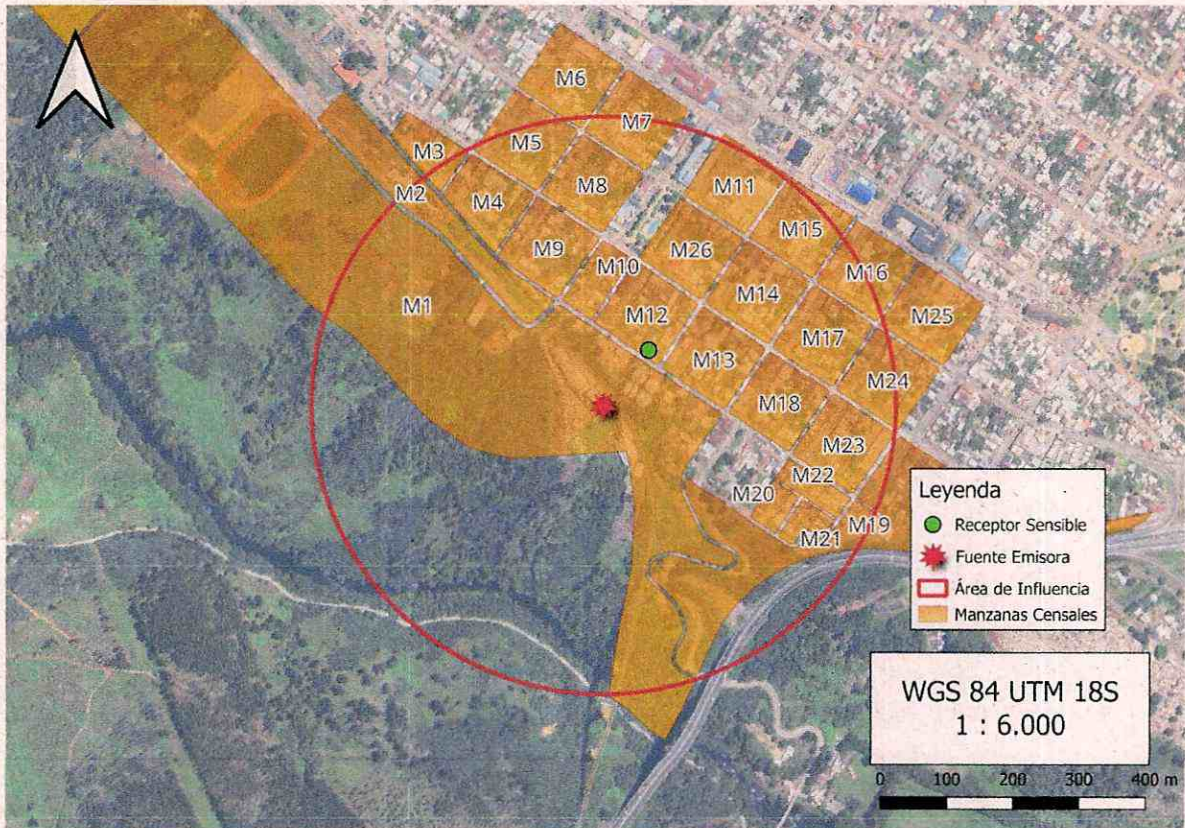 M6
M7
M5
M3
M2
M4
M8
M11
M9
M26
M15
M10
M16
M1
M12
M14
M25
M17
M13
M24
M18
M23
M22
M20
M19
M21
Leyenda
Receptor Sensible
Fuente Emisora
Área de Influencia
Manzanas Censales
WGS 84 UTM 18S
1 : 6.000
0 100 200 300 400 m